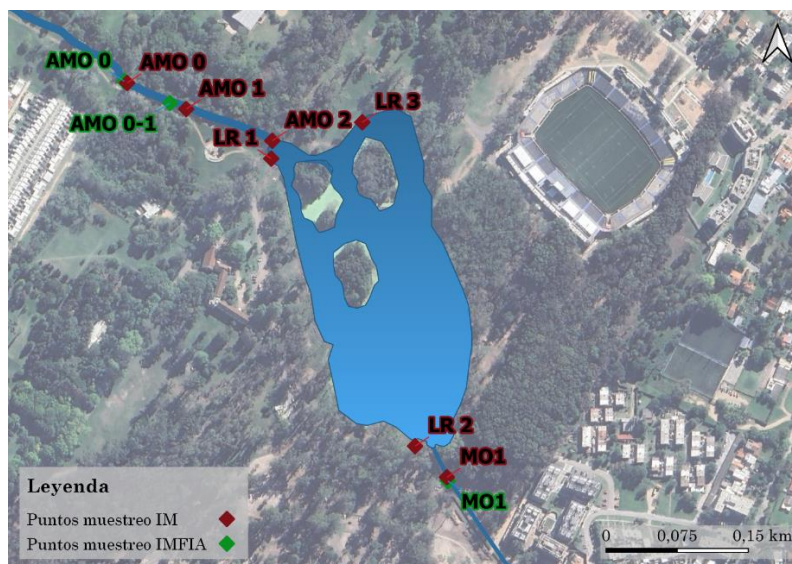 AMO 0
AMO 0
AMO 1
AMO 0-1
AMO 2
LR 3
LR 1
LR 2
MO1
MO1
Leyenda
Puntos muestreo IM
Puntos muestreo IMFIA
0 0,075 0,15 km